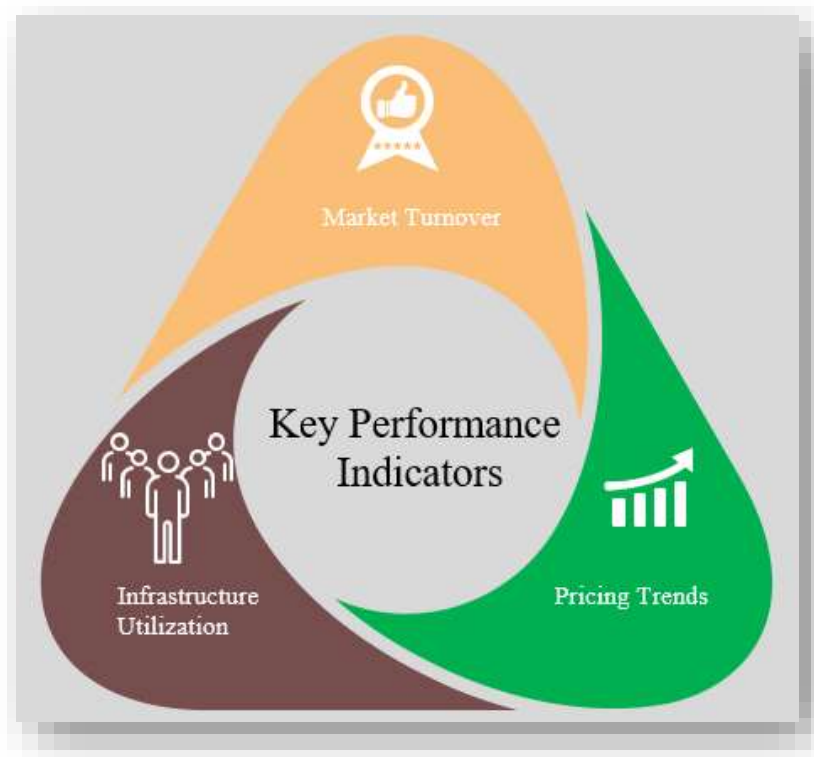 Market Turnover
Key Performance
Indicators
Infrastructure
Utilization
Pricing Trends